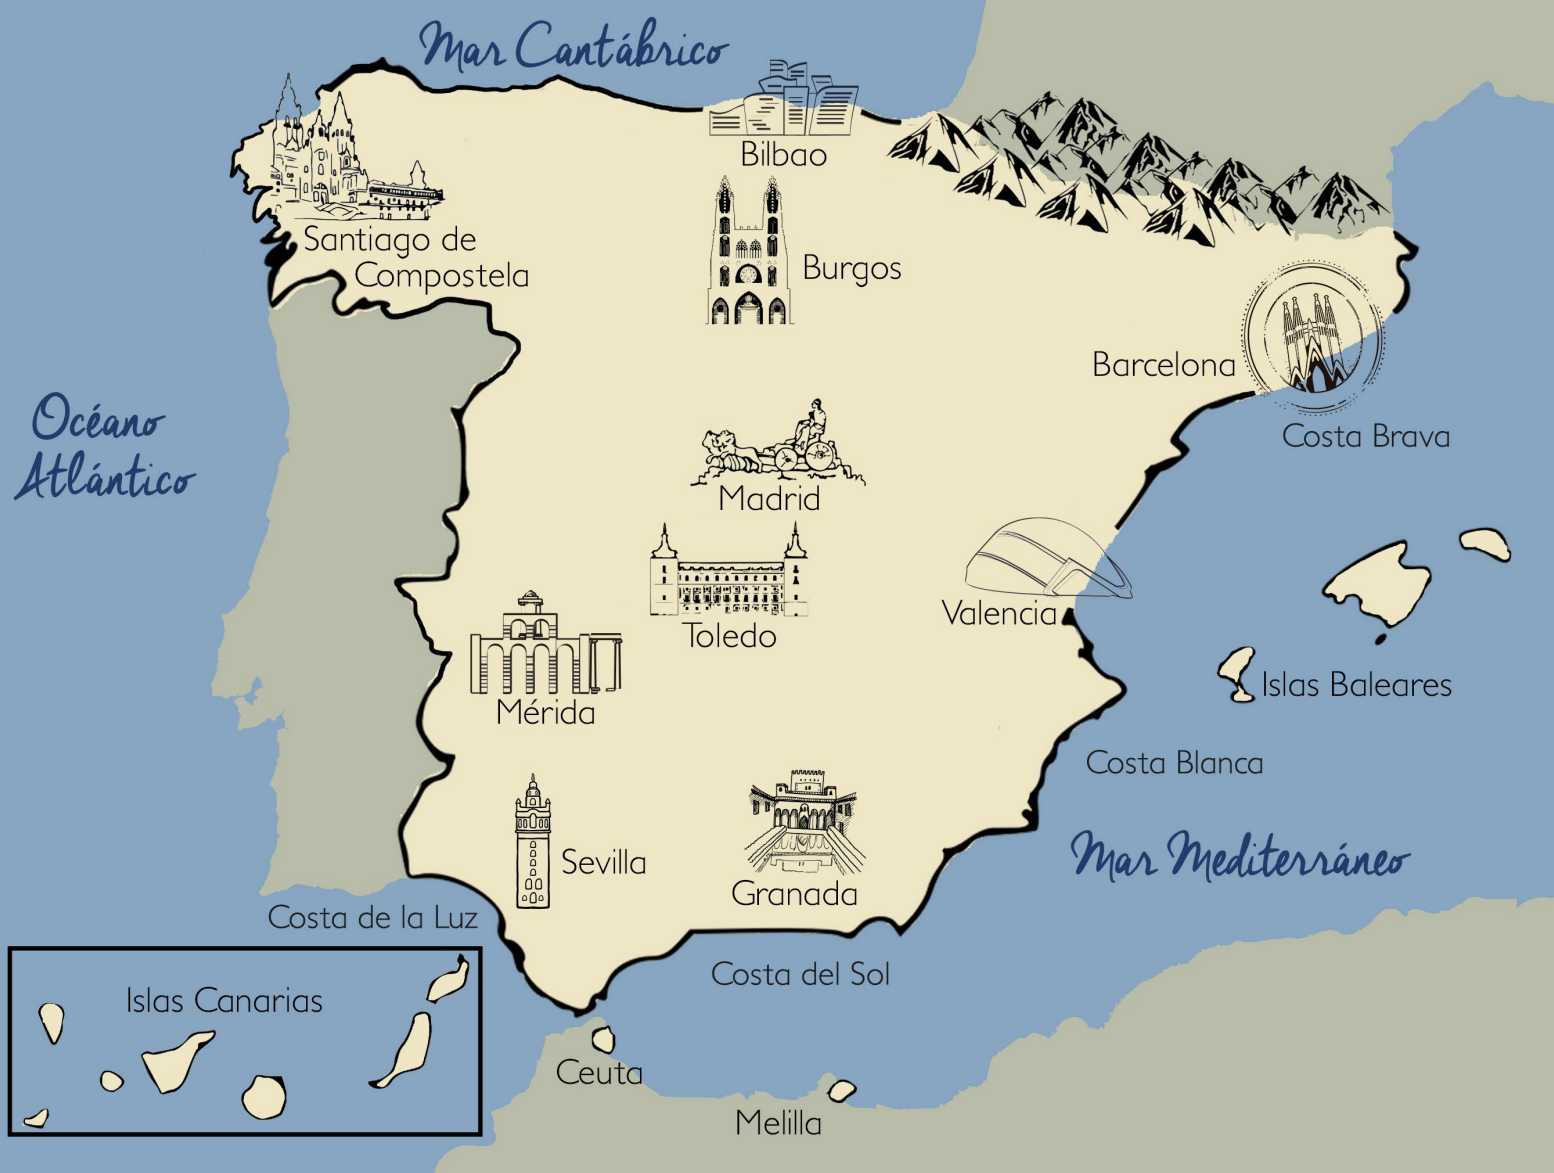 Mar Cantábrico
Bilbao
Santiago de
Compostela
Burgos
Barcelona
Océano
Atlántico
Costa Brava
Madrid
Valencia
Toledo
Islas Baleares
Mérida
Costa Blanca
Mar Mediterráneo
Sevilla
Granada
Costa de la Luz
Costa del Sol
Islas Canarias
Ceuta
Melilla